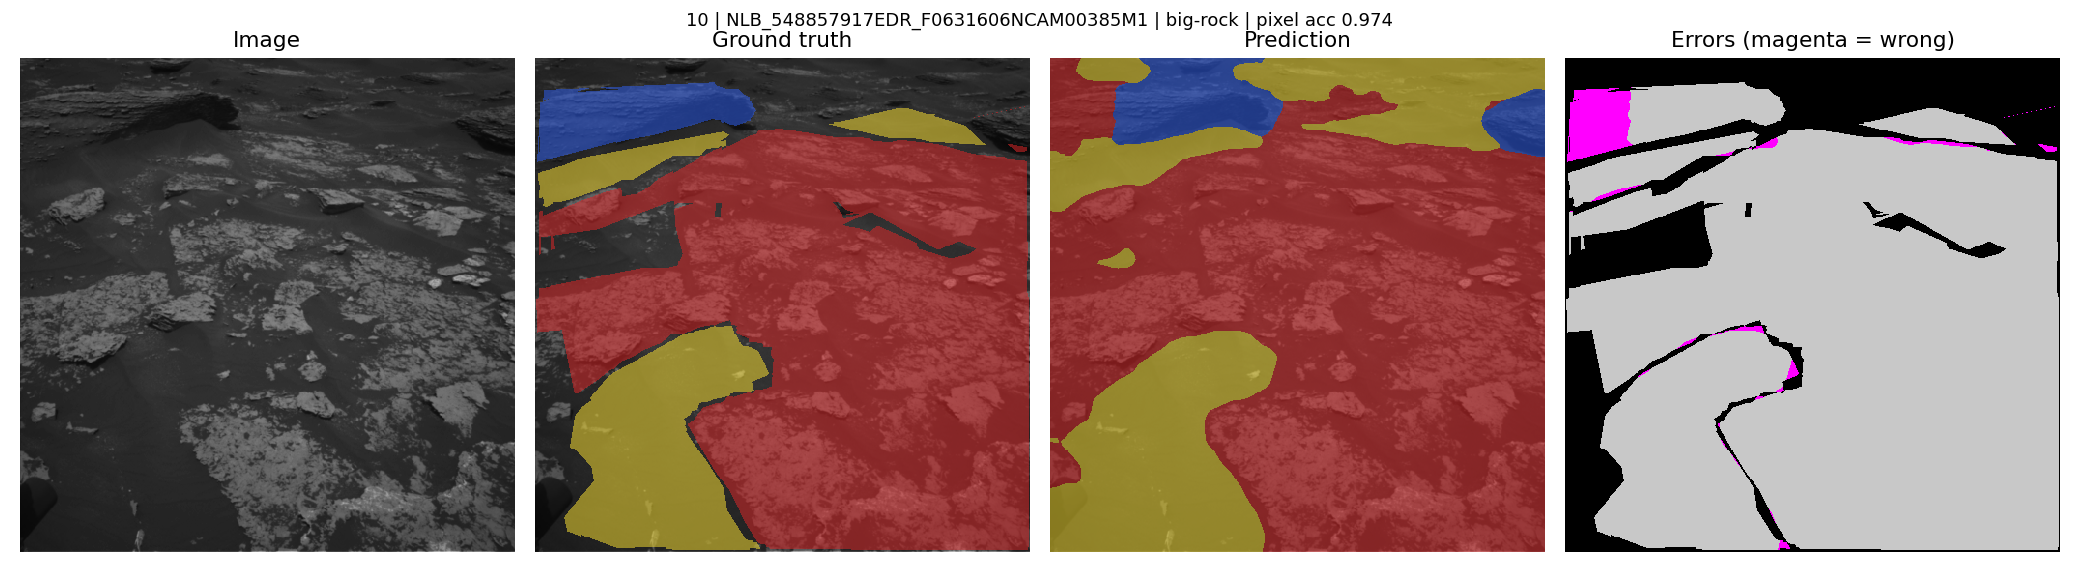 10 | NLB_548857917EDR_F0631606NCAM00385M1 | big-rock | pixel acc 0.974
Image
Ground truth
Prediction
Errors (magenta = wrong)